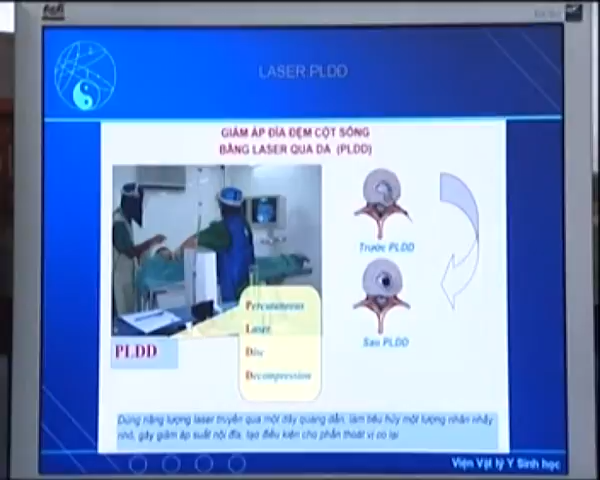 LASER PLDD
GIẢM ÁP ĐĨA ĐỆM CỘT SỐNG
BẰNG LASER QUA DA (PLDD)
Trước PLDD
Percutaneous
Laser
Disc
Decompression
PLDD
Sau PLDD
Dùng năng lượng laser truyền qua một dây quang dẫn, làm tiêu hủy một lượng nhân nhầy
nhỏ, gây giảm áp suất nội đĩa, tạo điều kiện cho phần thoát vị co lại
Viện Vật lý Y Sinh học